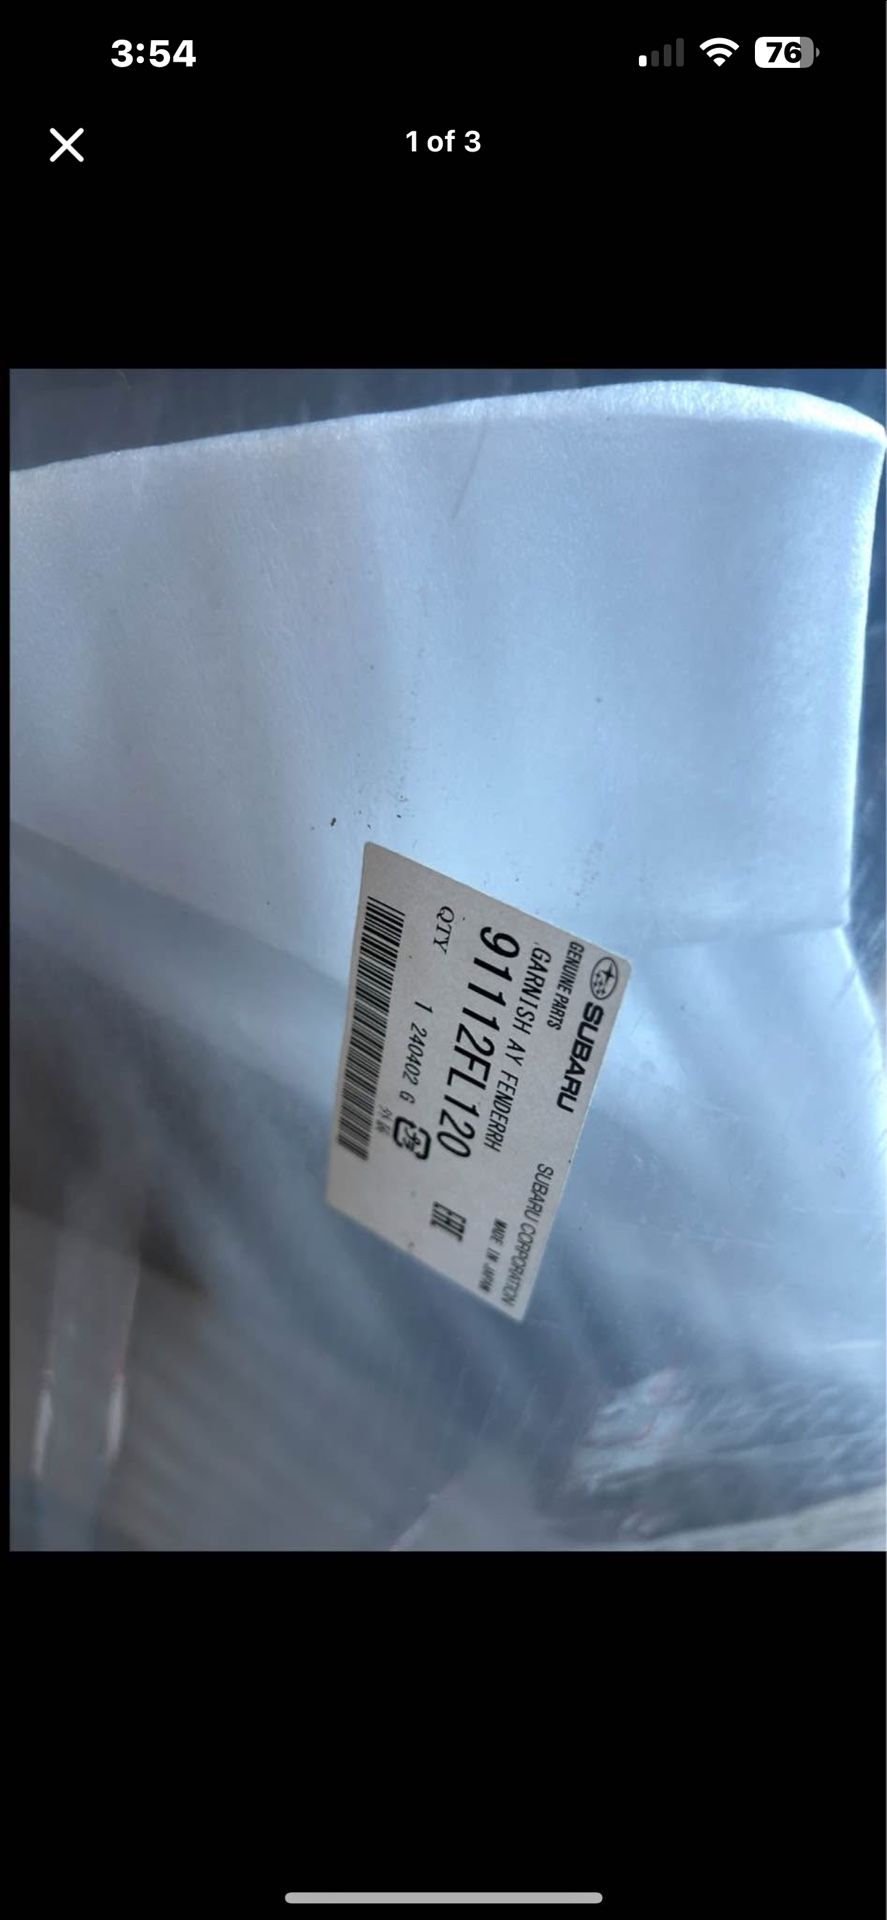 3:54
76
1 of 3
SUBARU
GENUINE PARTS
SUBARU CORPORATION
GARNISH AY FENDERRH
MADE IN JAPAN
91112FL120
EAC
QTY 1 240402 G